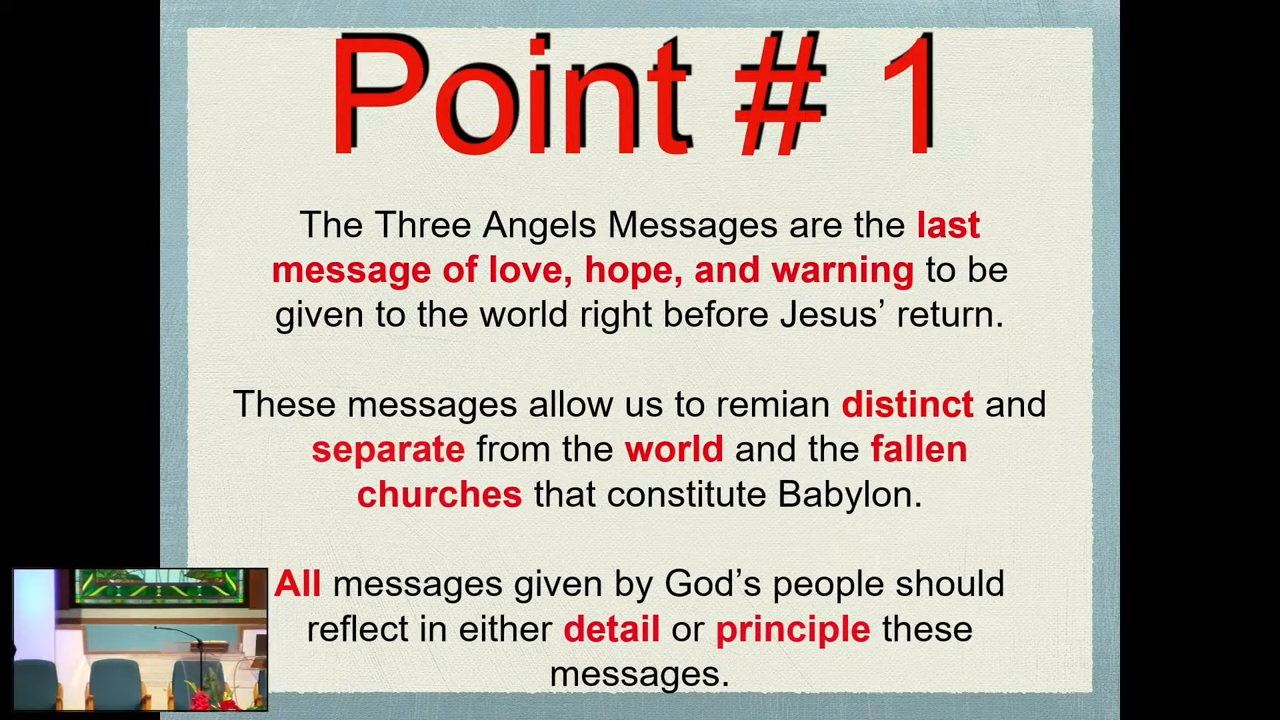 Point # 1
The Three Angels Messages are the last
message of love, hope, and warning to be
given to the world right before Jesus’ return.
These messages allow us to remian distinct and
separate from the world and the fallen
churches that constitute Babylon.
All messages given by God’s people should
reflect in either detail or principle these
messages.